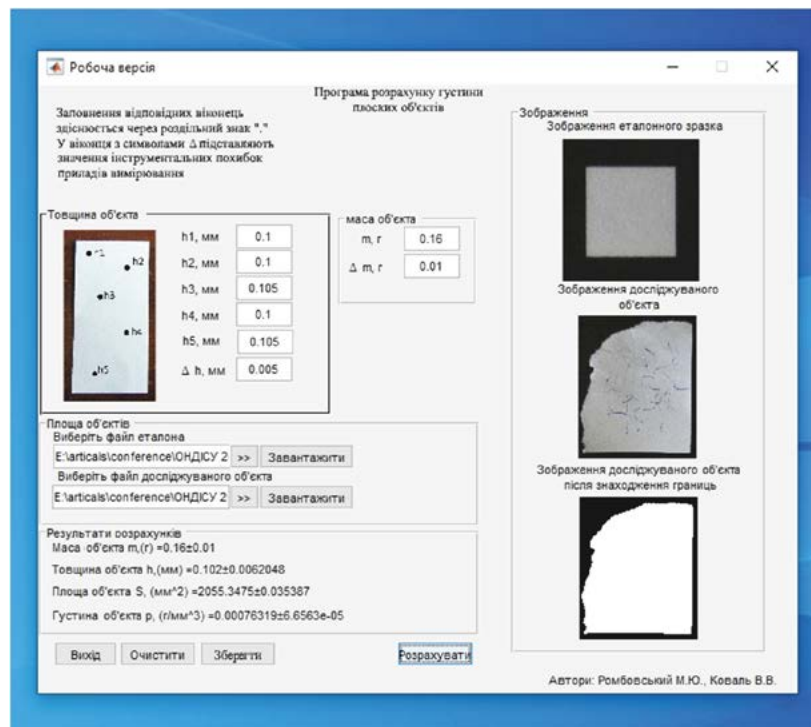 Робоча версія
Програма розрахунку густини
плоских об'єктів
Заповнення відповідних віконець
здіснюється через роздільний знак "."
У віконця з символами Δ підставляють
значення інструментальних похибок
приладів вимірювання
Товщина об'єкта
h1
h2
h3
h4
h5
h1, мм 0.1
h2, мм 0.1
h3, мм 0.105
h4, мм 0.1
h5, мм 0.105
Δ h, мм 0.005
маса об'єкта
m, г 0.16
Δ m, г 0.01
Площа об'єктів
Виберіть файл еталона
E:\articals\conference\ОНДІСУ 2 >> Завантажити
Виберіть файл досліджуваного об'єкта
E:\articals\conference\ОНДІСУ 2 >> Завантажити
Результати розрахунків
Маса об'єкта m,(г) =0.16±0.01
Товщина об'єкта h,(мм) =0.102±0.0062048
Площа об'єкта S, (мм^2) =2055.3475±0.035387
Густина об'єкта p, (г/мм^3) =0.00076319±6.6563e-05
Вихід Очистити Зберегти Розрахувати
Зображення
Зображення еталонного зразка
Зображення досліджуваного
об'єкта
Зображення досліджуваного об'єкта
після знаходження границь
Автори: Ромбовський М.Ю., Коваль В.В.